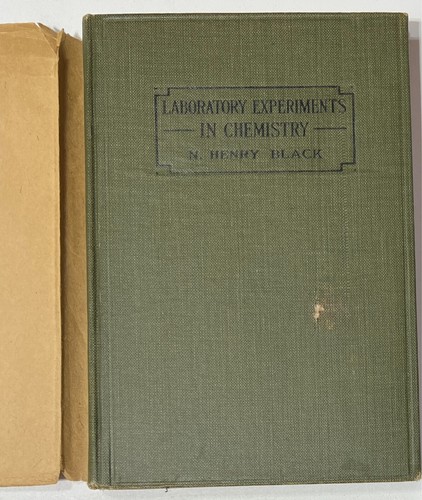 LABORATORY EXPERIMENTS
IN CHEMISTRY
N. HENRY BLACK